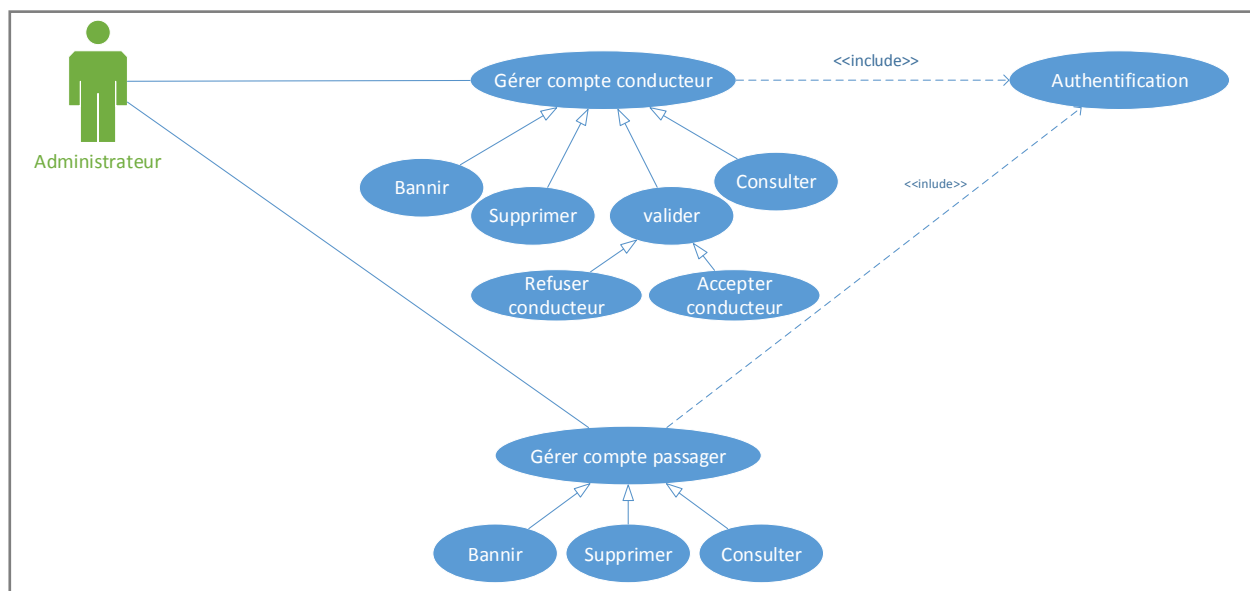 Gérer compte conducteur
<<include>>
Authentification
Administrateur
Bannir
Supprimer
valider
Consulter
<<inlude>>
Refuser
conducteur
Accepter
conducteur
Gérer compte passager
Bannir
Supprimer
Consulter